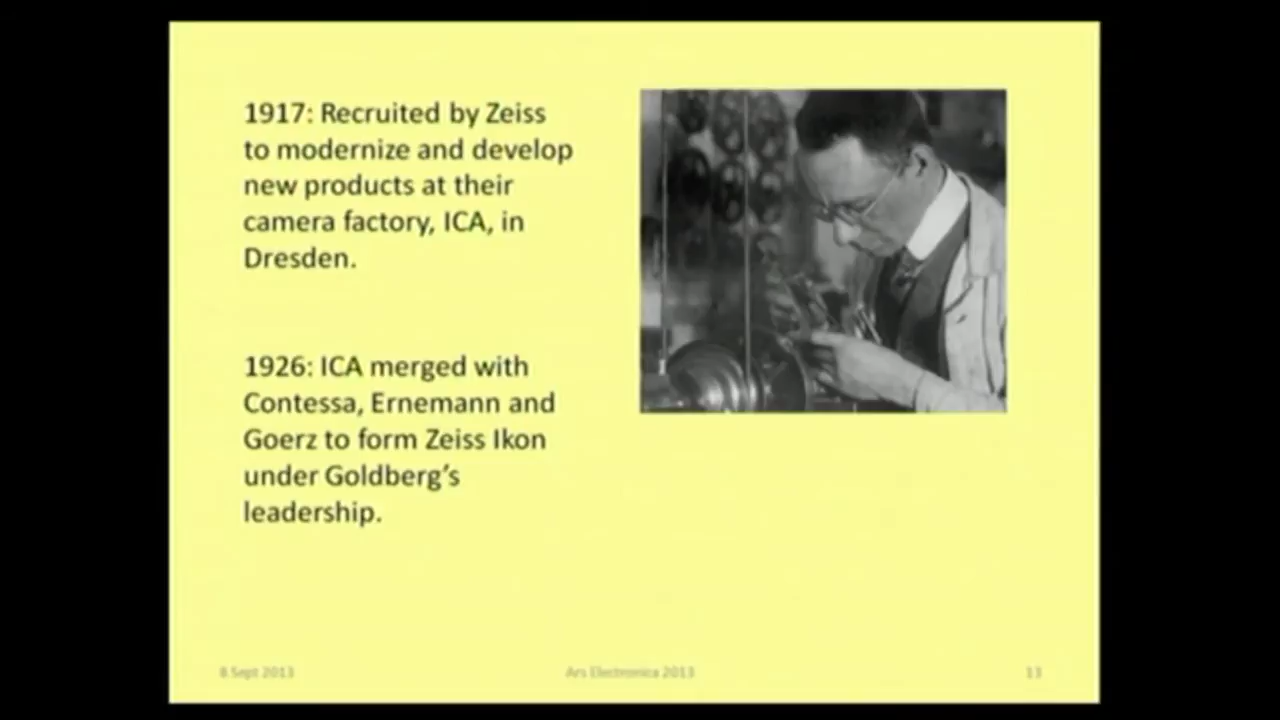 1917: Recruited by Zeiss
to modernize and develop
new products at their
camera factory, ICA, in
Dresden.
1926: ICA merged with
Contessa, Ernemann and
Goerz to form Zeiss Ikon
under Goldberg's
leadership.
8 Sept 2013
Ars Electronica 2013
13